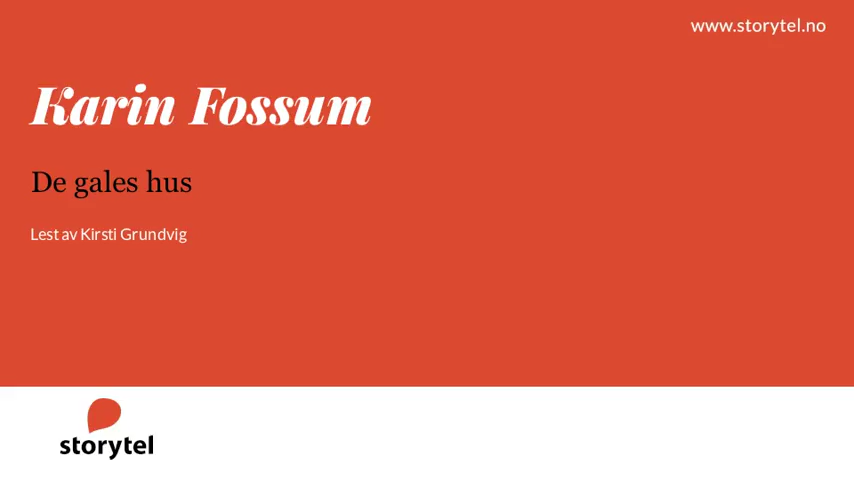 www.storytel.no
Karin Fossum
De gales hus
Lest av Kirsti Grundvig
storytel